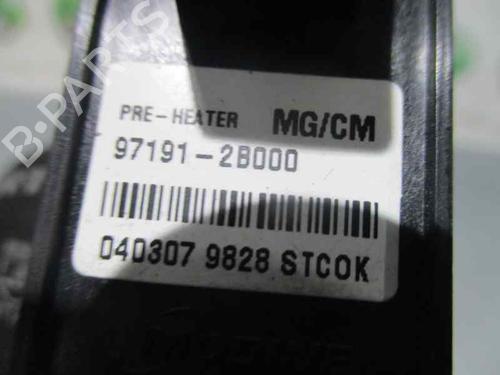 B-PARTS
PRE-HEATER MG/CM
97191-2B000
040307 9828 STCOK